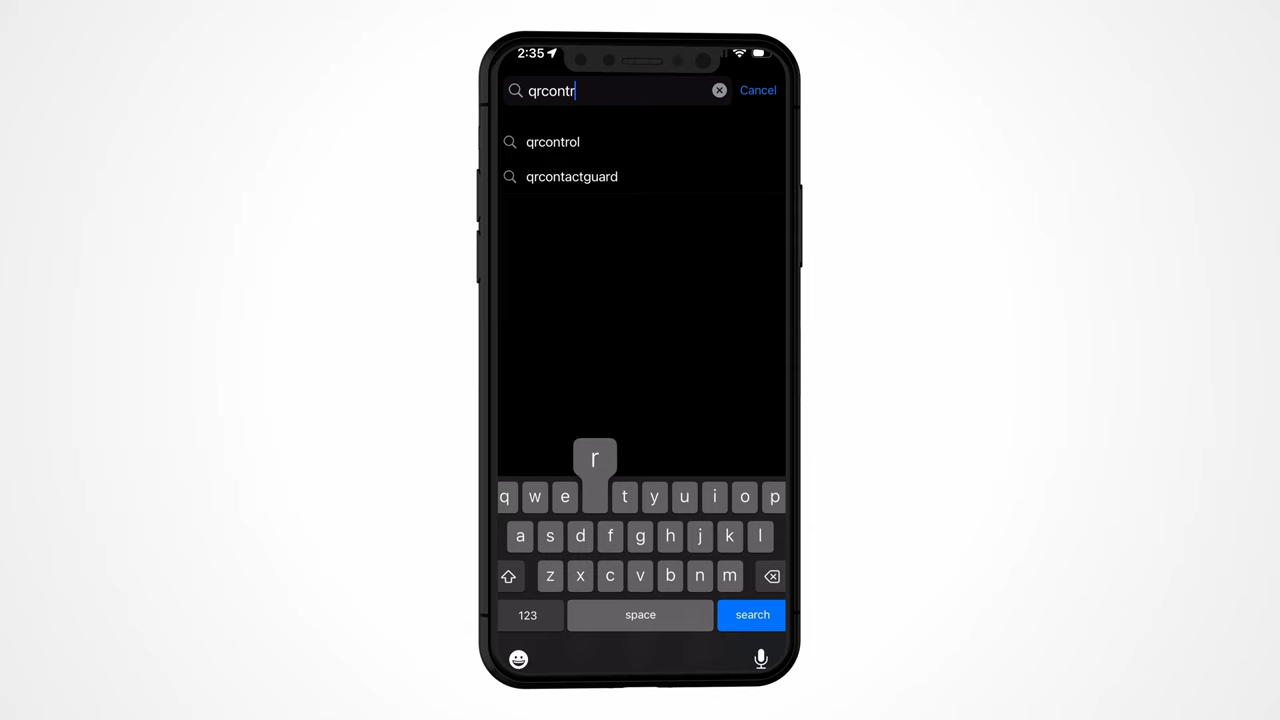 2:35
qrcontr
Cancel
qrcontrol
qrcontactguard
r
q w e t y u i o p
a s d f g h j k l
z x c v b n m
123 space search